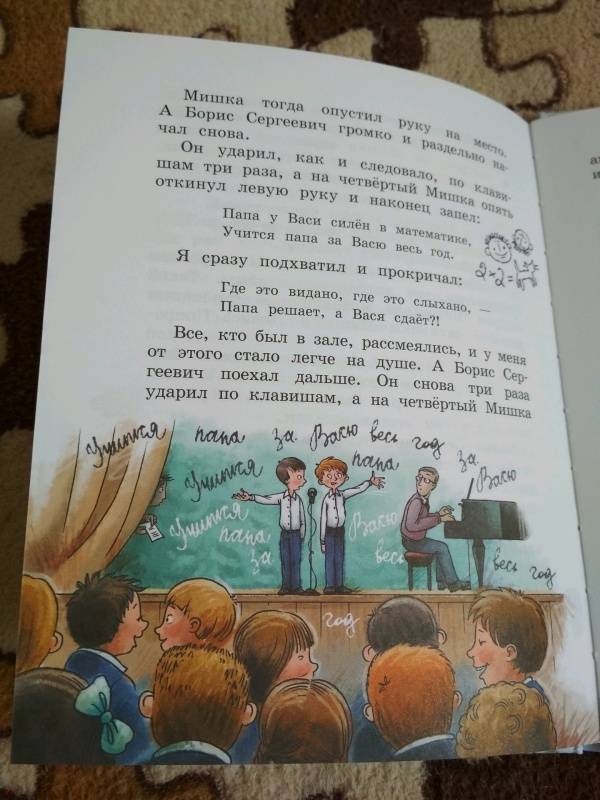 Мишка тогда опустил руку на место.
А Борис Сергеевич громко и раздельно на-
чал снова.
Он ударил, как и следовало, по клави-
шам три раза, а на четвёртый Мишка опять
откинул левую руку и наконец запел:
Папа у Васи силён в математике,
Учится папа за Васю весь год.
2×2=
Я сразу подхватил и прокричал:
Где это видано, где это слыхано, —
Папа решает, а Вася сдаёт?!
Все, кто был в зале, рассмеялись, и у меня
от этого стало легче на душе. А Борис Сер-
геевич поехал дальше. Он снова три раза
ударил по клавишам, а на четвёртый Мишка
Учится папа за Васю весь год
Учится папа за Васю
Учится папа за Васю весь год
год